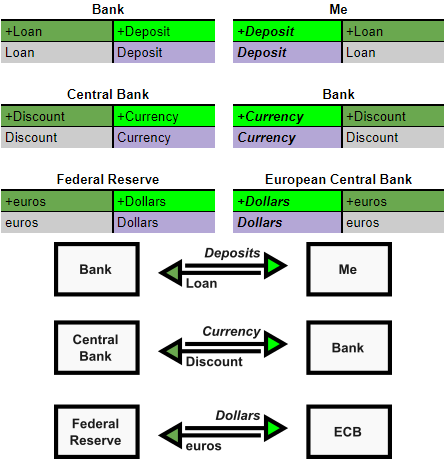 Bank Me
+Loan +Deposit +Deposit +Loan
Loan Deposit Deposit Loan
Central Bank Bank
+Discount +Currency +Currency +Discount
Discount Currency Currency Discount
Federal Reserve European Central Bank
+euros +Dollars +Dollars +euros
euros Dollars Dollars euros
Deposits
Bank Me
Loan
Currency
Central
Bank
Bank
Discount
Dollars
Federal
Reserve
ECB
euros